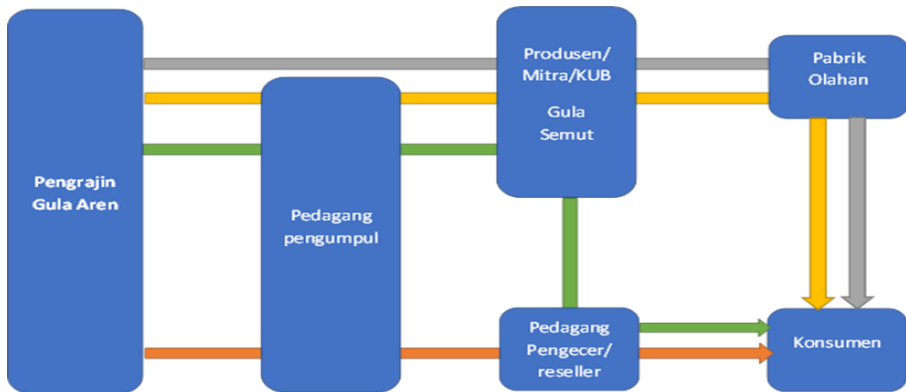 Pengrajin
Gula Aren
Pedagang
pengumpul
Produsen/
Mitra/KUB
Gula
Semut
Pabrik
Olahan
Pedagang
Pengecer/
reseller
Konsumen